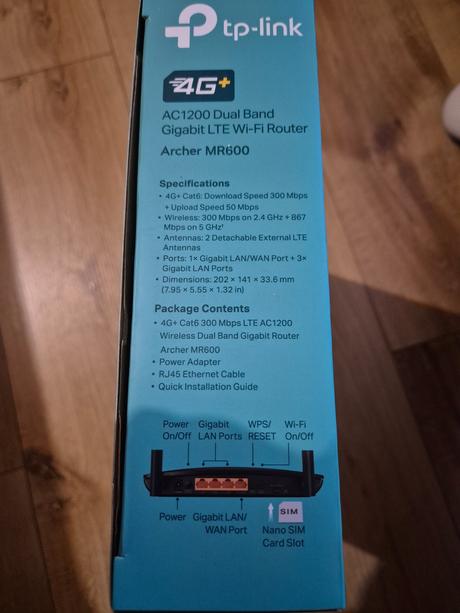 tp-link
4G+
AC1200 Dual Band
Gigabit LTE Wi-Fi Router
Archer MR600
Specifications
• 4G+ Cat6: Download Speed 300 Mbps
+ Upload Speed 50 Mbps
• Wireless: 300 Mbps on 2.4 GHz + 867
Mbps on 5 GHz†
• Antennas: 2 Detachable External LTE
Antennas
• Ports: 1× Gigabit LAN/WAN Port + 3×
Gigabit LAN Ports
• Dimensions: 202 × 141 × 33.6 mm
(7.95 × 5.55 × 1.32 in)
Package Contents
• 4G+ Cat6 300 Mbps LTE AC1200
Wireless Dual Band Gigabit Router
Archer MR600
• Power Adapter
• RJ45 Ethernet Cable
• Quick Installation Guide
Power On/Off
Gigabit LAN Ports
WPS/ RESET
Wi-Fi On/Off
Power
Gigabit LAN/ WAN Port
SIM
Nano SIM
Card Slot